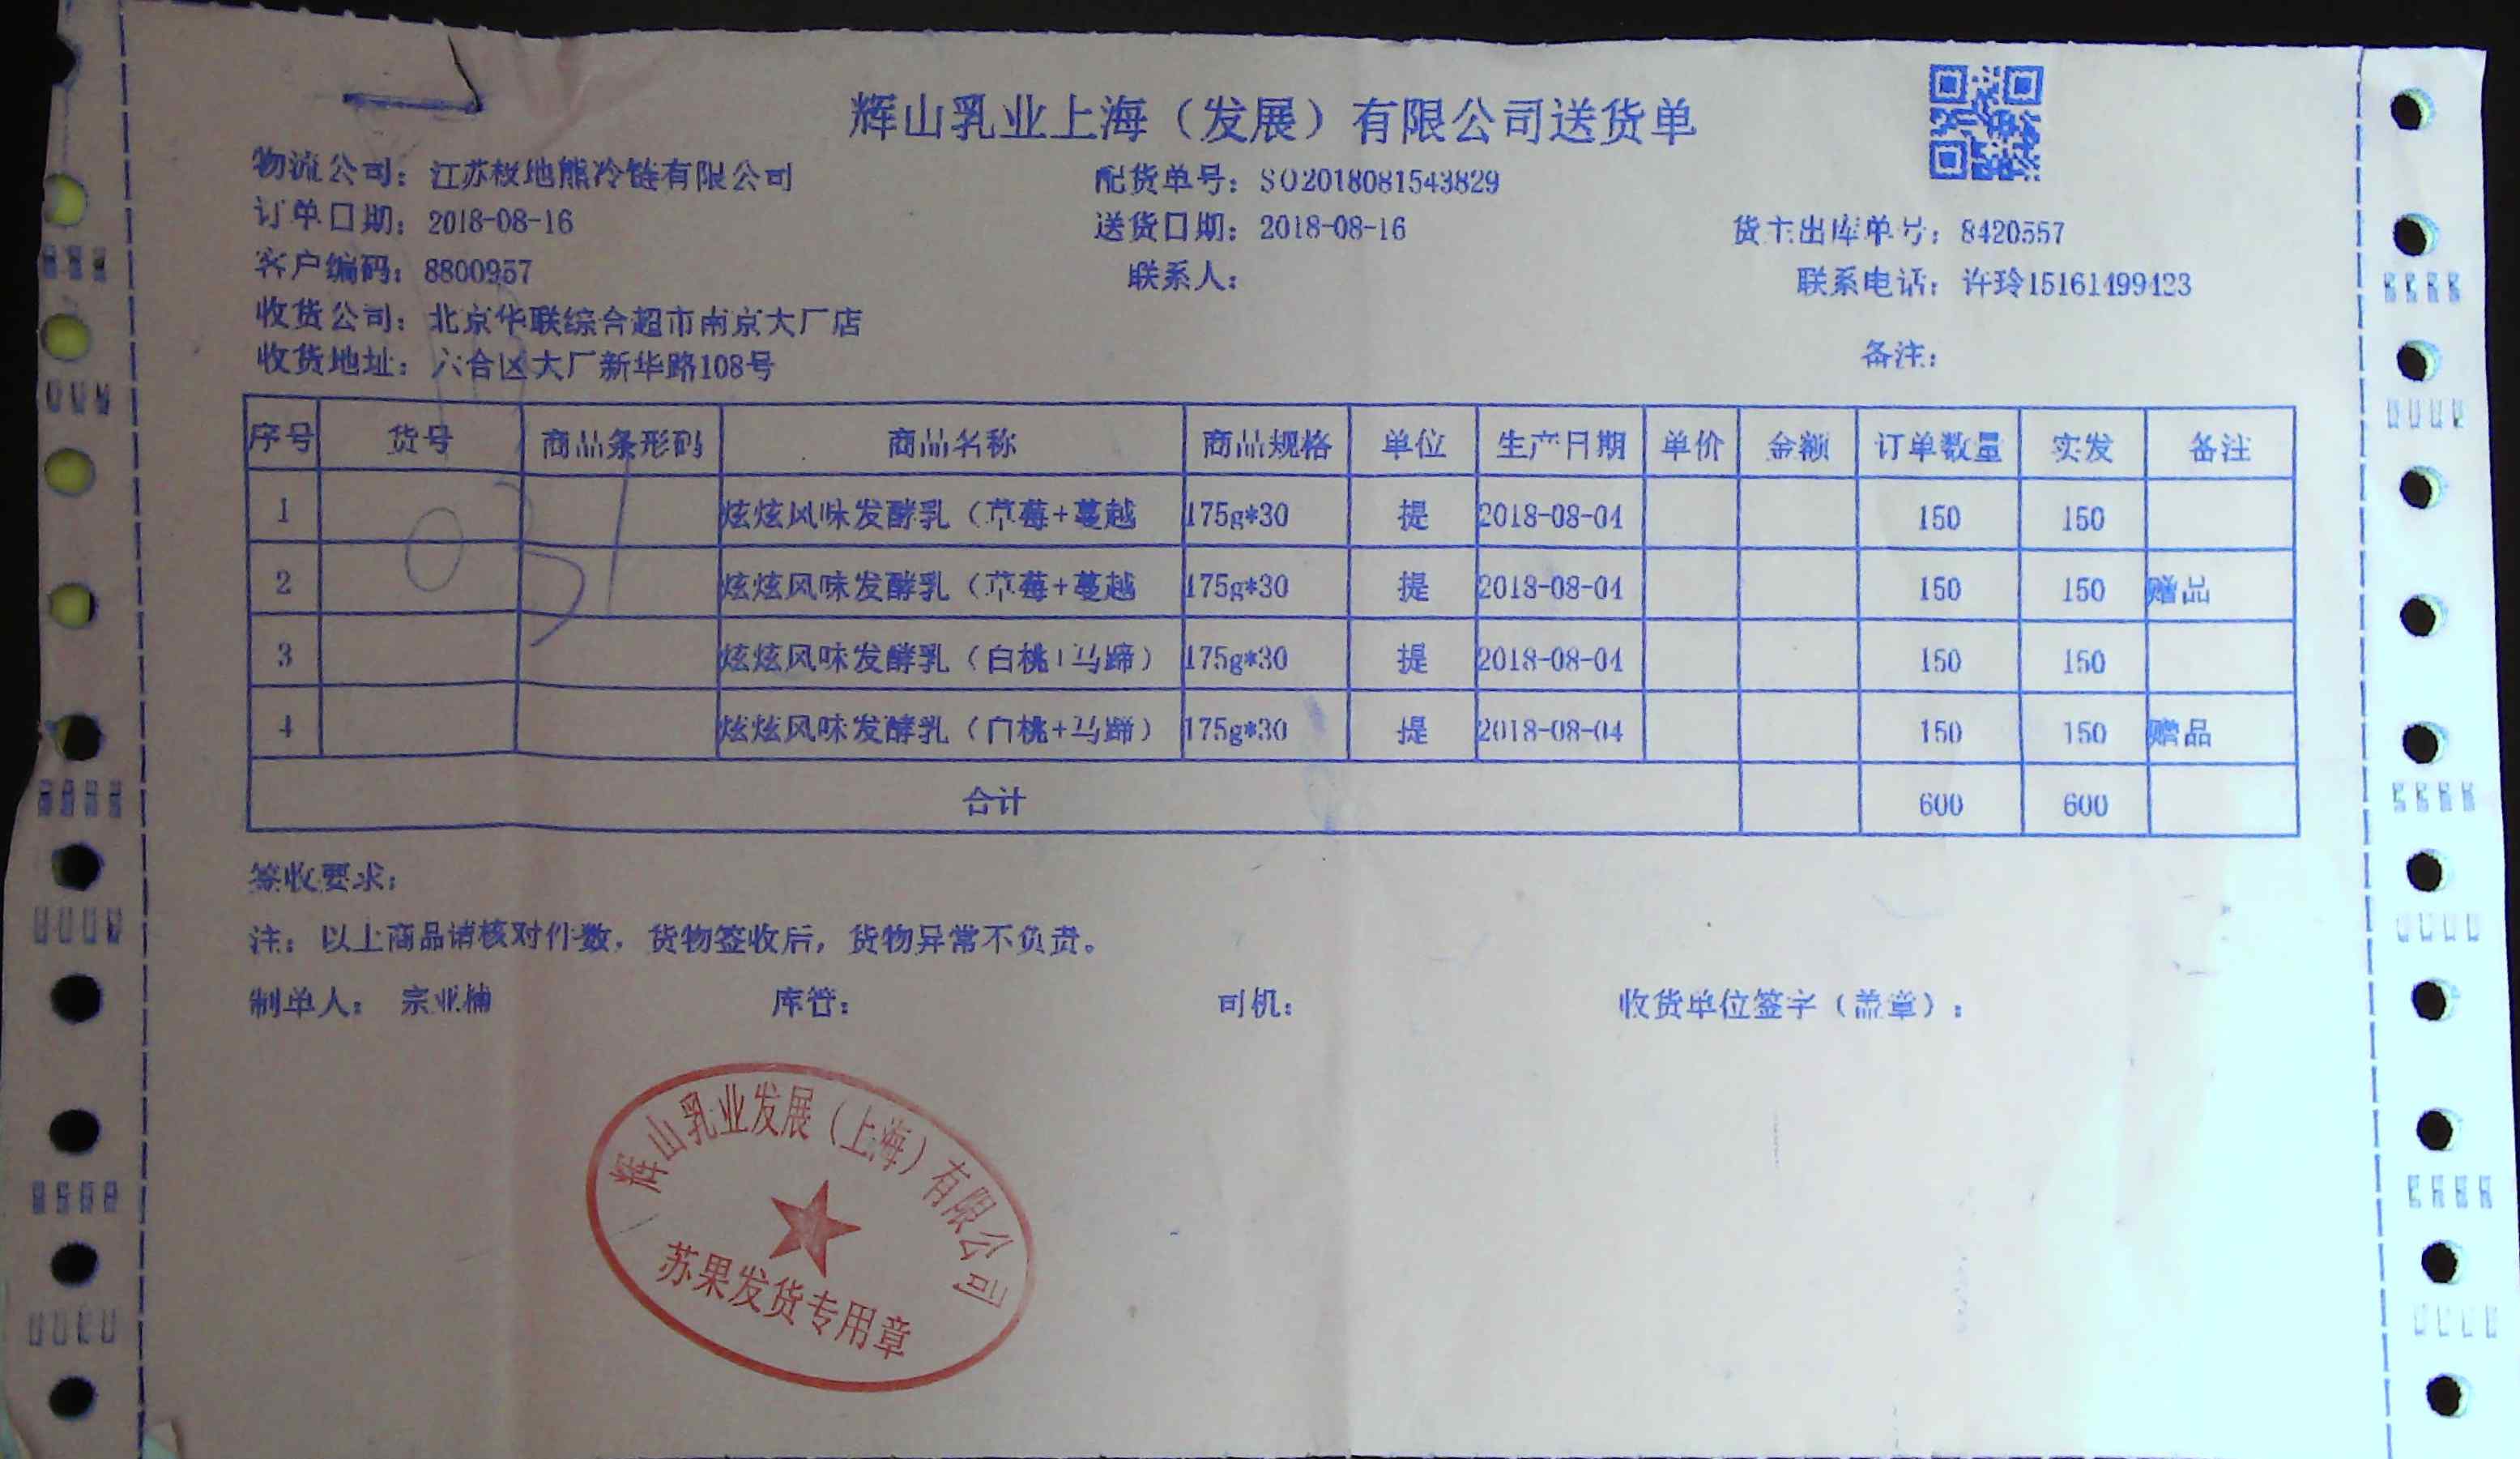 辉山乳业上海（发展）有限公司送货单
物流公司：江苏极地熊冷链有限公司 配货单号：SO2018081543829
订单日期：2018-08-16 送货日期：2018-08-16 货主出库单号：8420557
客户编码：8800957 联系人： 联系电话：许玲15161499423
收货公司：北京华联综合超市南京大厂店
收货地址：六合区大厂新华路108号 备注：
序号 货号 商品条形码 商品名称 商品规格 单位 生产日期 单价 金额 订单数量 实发 备注
1 炫炫风味发酵乳（草莓+蔓越 175g*30 提 2018-08-04 150 150
2 炫炫风味发酵乳（草莓+蔓越 175g*30 提 2018-08-04 150 150 赠品
3 炫炫风味发酵乳（白桃+马蹄） 175g*30 提 2018-08-04 150 150
4 炫炫风味发酵乳（白桃+马蹄） 175g*30 提 2018-08-04 150 150 赠品
合计 600 600
签收要求：
注：以上商品请核对件数，货物签收后，货物异常不负责。
制单人：宗亚楠 库管： 司机： 收货单位签字（盖章）：
辉山乳业发展（上海）有限公司
苏果发货专用章